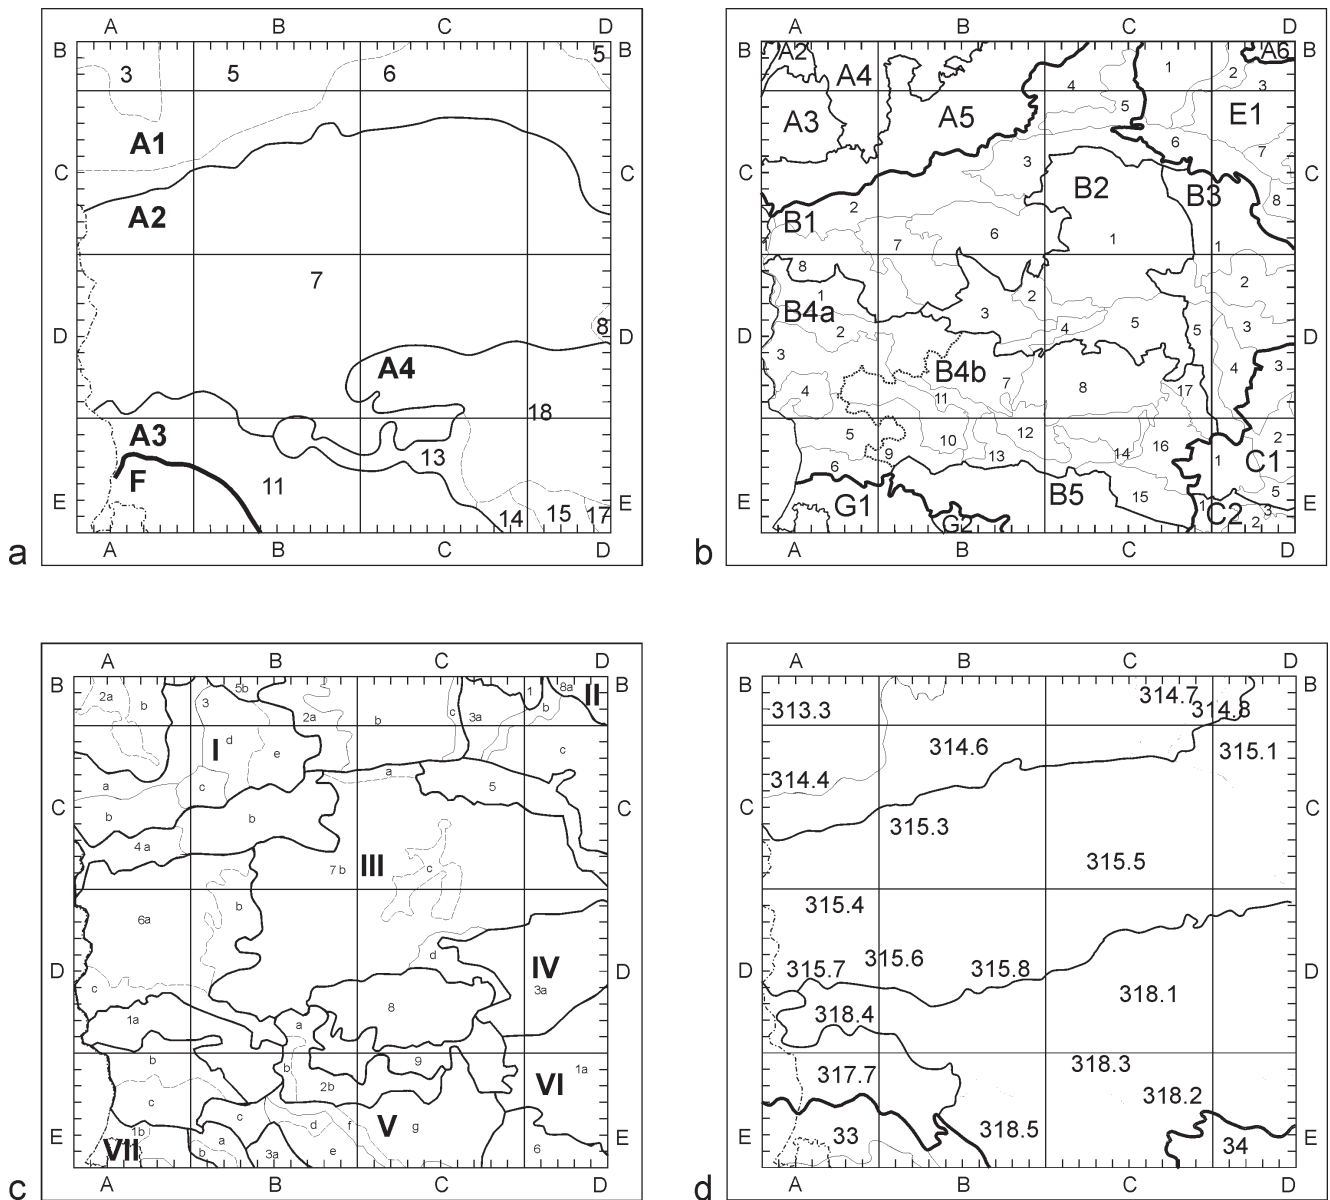 A B C D
B 3 5 6 5 B
A1
C C
A2
7
8
D D
A4
18
A3 13
F 11
E 14 15 17 E
A B C D
a
A B C D
B A2 A4 1 2 A6 B
4 3
A3 A5 5 E1
6 7
3
C B2 B3 C
B1 2 8
1 7 6 1 1
8 2
1 2
B4a 3 4 5 5 3
D 2 D
3 B4b 7 8 4 3
4 11 17
5 10 12 16 2
9 13 14 1 C1
6 B5 15 5
E G1 1 C2 3 E
G2 2
A B C D
b
A B C D
B 2a b 3 5b 2a b c 3a 1 b 8a II B
I d e c
a c a 5
C b b C
4a
7b III c
6a b
d IV
D 3a D
c
1a a 8
b b 9 1a
2b VI
c c d f V g
E VII 1b a b 3a e 6 E
A B C D
c
A B C D
B 313.3 314.7 314.8 B
314.6 315.1
314.4
C 315.3 C
315.5
315.4
315.6
D 315.7 315.8 D
318.1
318.4
318.3
317.7 318.2
E 33 318.5 34 E
A B C D
d